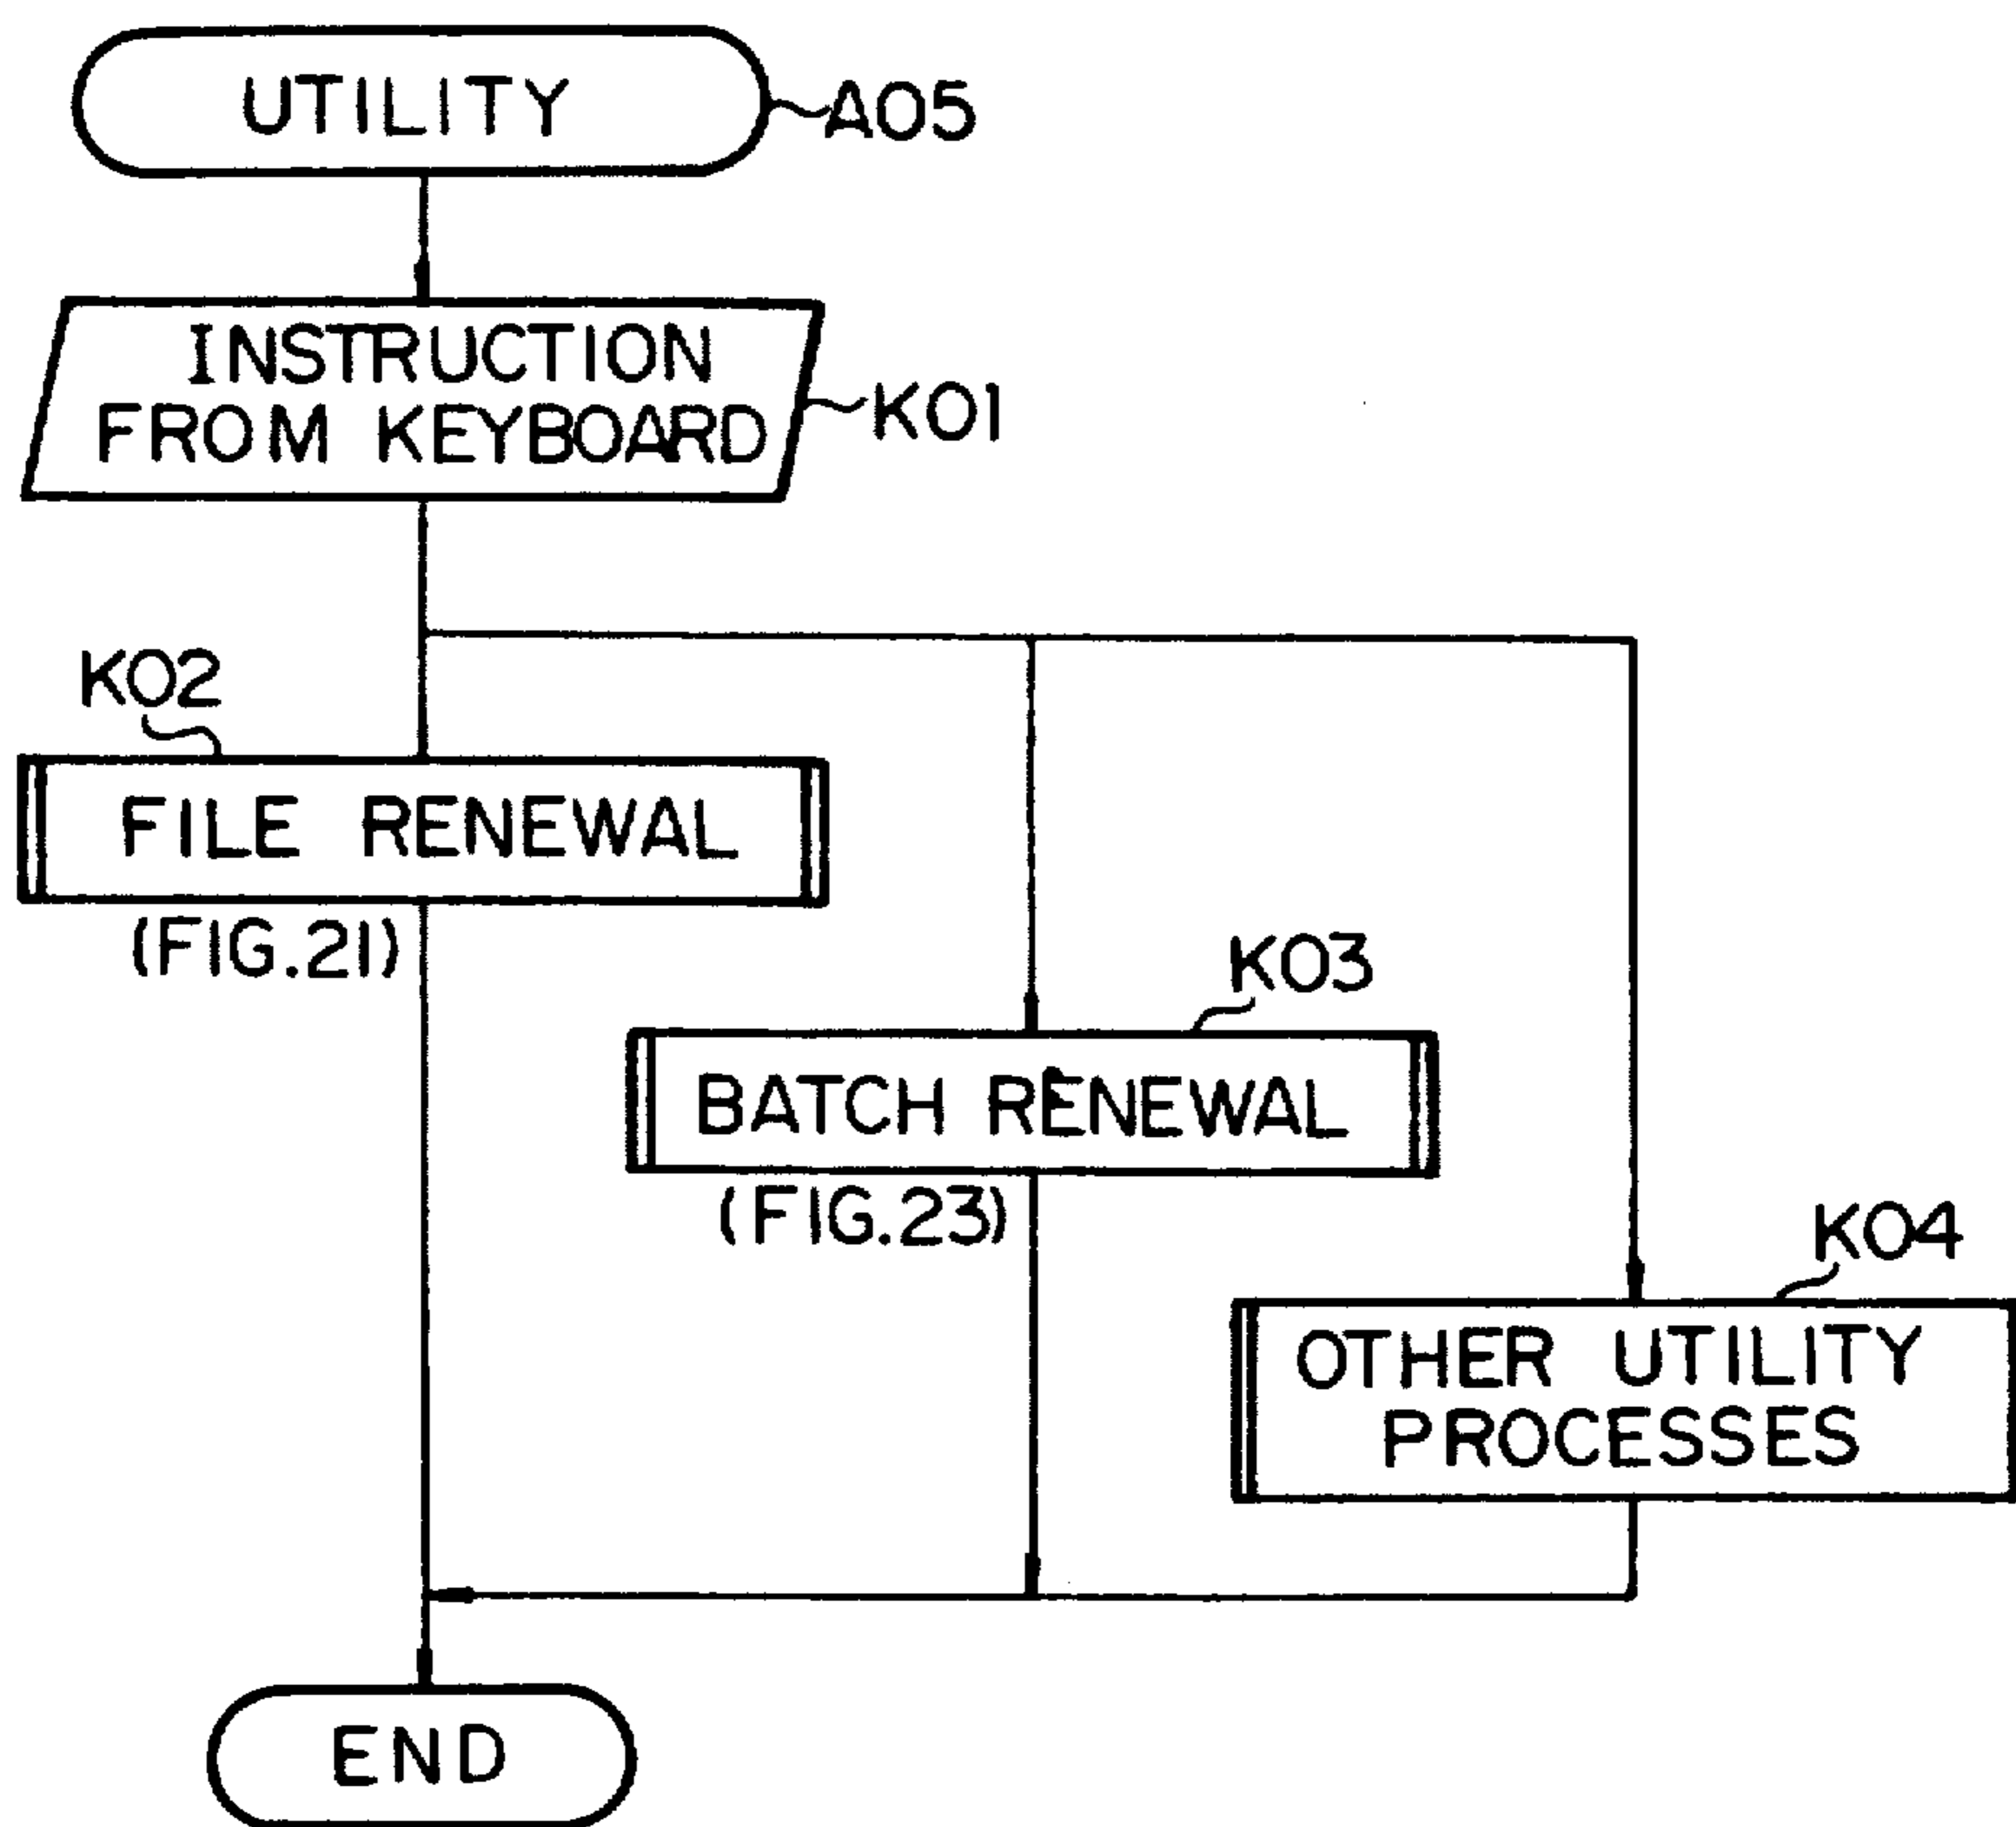 UTILITY
A05
INSTRUCTION
FROM KEYBOARD
K01
K02
FILE RENEWAL
(FIG.21)
K03
BATCH RENEWAL
(FIG.23)
K04
OTHER UTILITY
PROCESSES
END